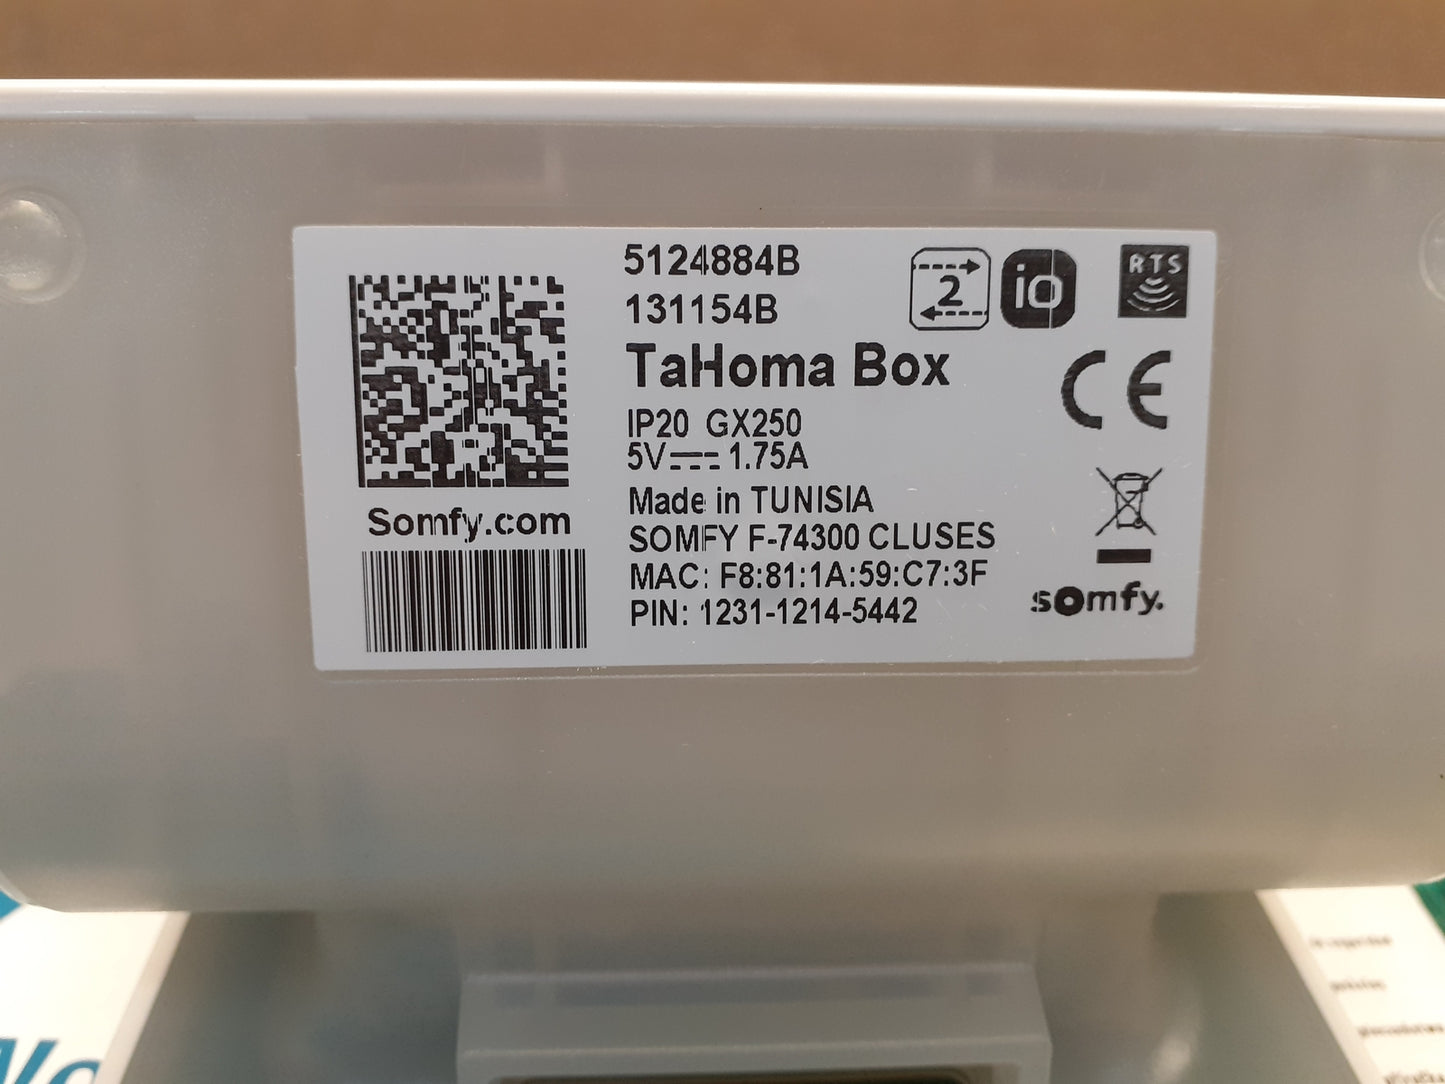 5124884B
131154B
2
io
RTS
TaHoma Box
IP20 GX250
5V⎓1.75A
Made in TUNISIA
SOMFY F-74300 CLUSES
MAC: F8:81:1A:59:C7:3F
PIN: 1231-1214-5442
Somfy.com
CE
somfy.